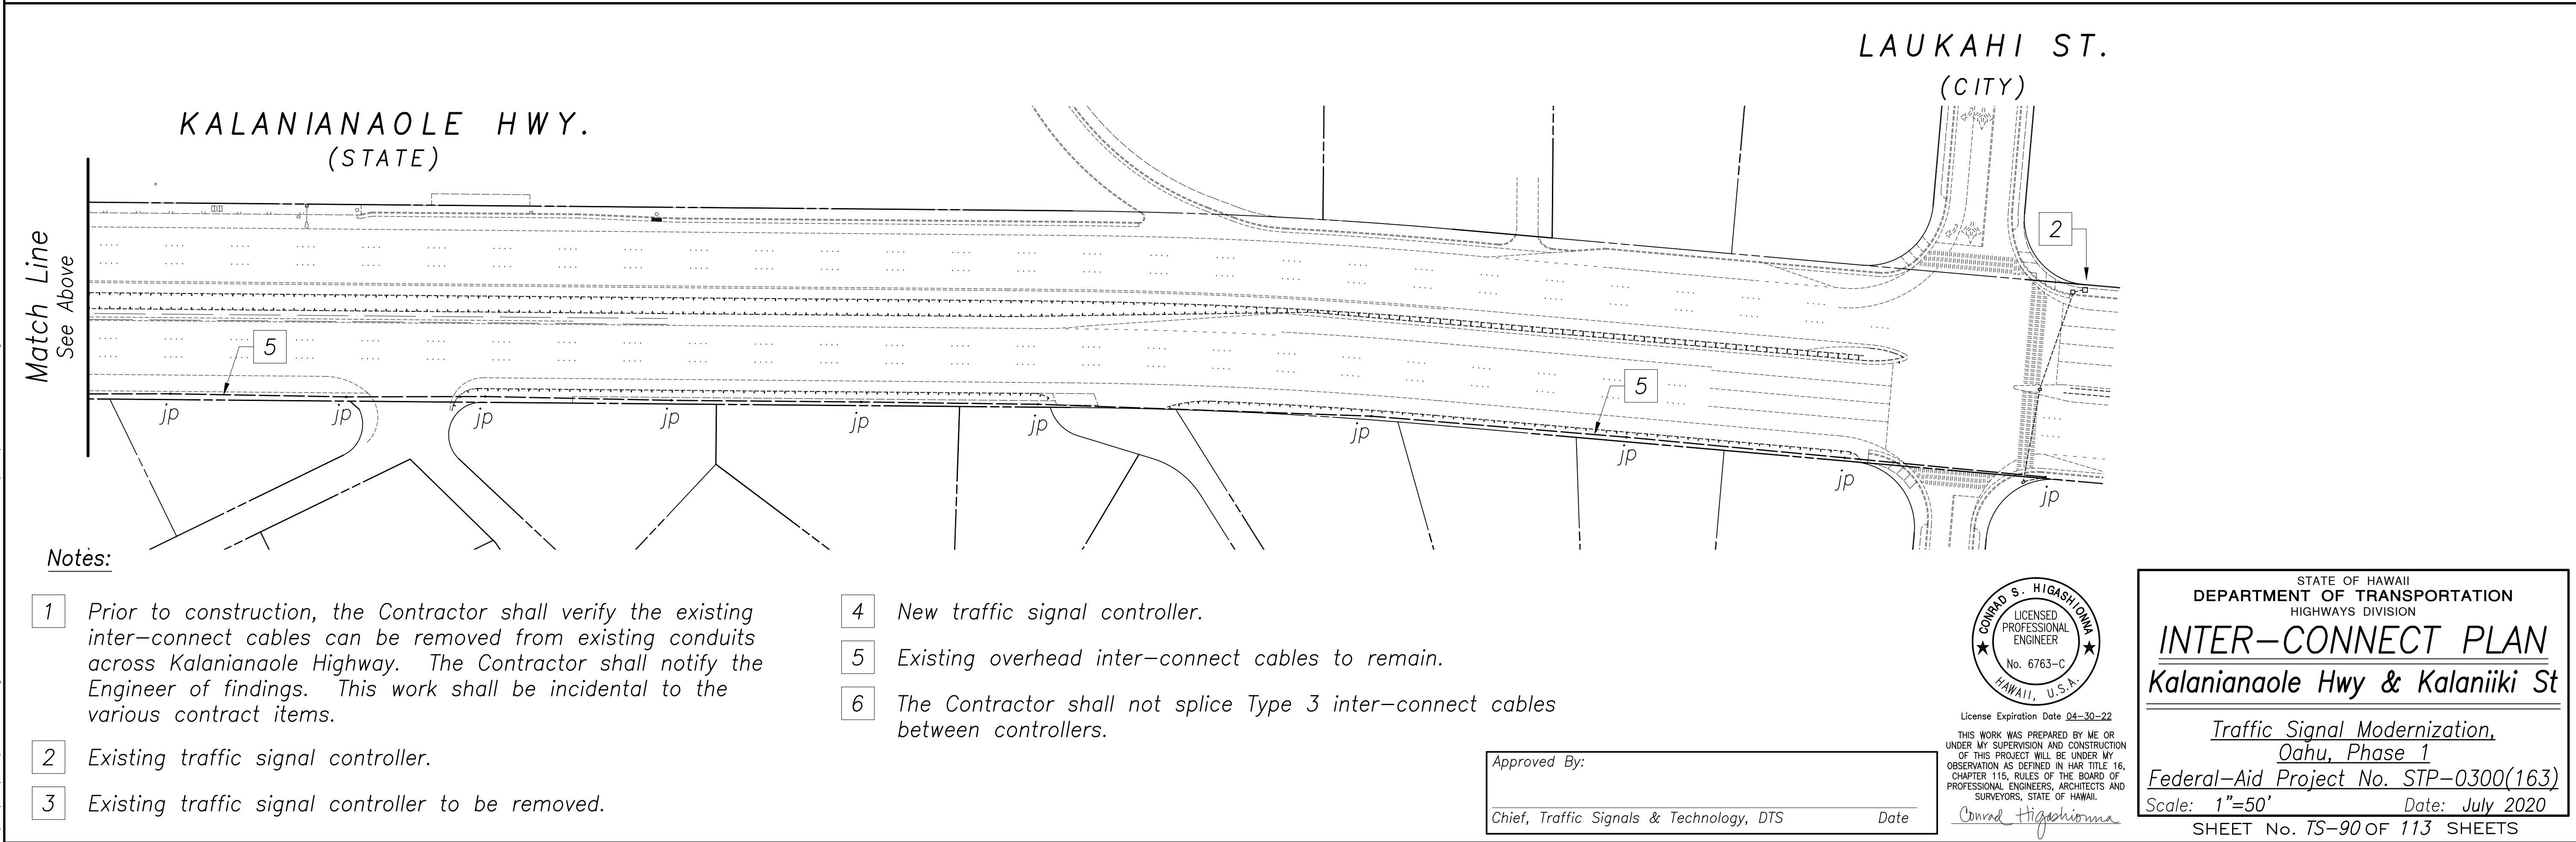 LAUKAHI ST.
(CITY)
KALANIANAOLE HWY.
(STATE)
Match Line
See Above
2
5
5
jp
jp
jp
jp
jp
jp
jp
jp
jp
jp
Notes:
1 Prior to construction, the Contractor shall verify the existing
inter-connect cables can be removed from existing conduits
across Kalanianaole Highway. The Contractor shall notify the
Engineer of findings. This work shall be incidental to the
various contract items.
2 Existing traffic signal controller.
3 Existing traffic signal controller to be removed.
4 New traffic signal controller.
5 Existing overhead inter-connect cables to remain.
6 The Contractor shall not splice Type 3 inter-connect cables
between controllers.
Approved By:
Chief, Traffic Signals & Technology, DTS Date
CONRAD S. HIGASHIONNA
LICENSED
PROFESSIONAL
ENGINEER
No. 6763-C
HAWAII, U.S.A.
License Expiration Date 04-30-22
THIS WORK WAS PREPARED BY ME OR
UNDER MY SUPERVISION AND CONSTRUCTION
OF THIS PROJECT WILL BE UNDER MY
OBSERVATION AS DEFINED IN HAR TITLE 16,
CHAPTER 115, RULES OF THE BOARD OF
PROFESSIONAL ENGINEERS, ARCHITECTS AND
SURVEYORS, STATE OF HAWAII.
Conrad Higashionna
STATE OF HAWAII
DEPARTMENT OF TRANSPORTATION
HIGHWAYS DIVISION
INTER-CONNECT PLAN
Kalanianaole Hwy & Kalaniiki St
Traffic Signal Modernization,
Oahu, Phase 1
Federal-Aid Project No. STP-0300(163)
Scale: 1"=50' Date: July 2020
SHEET No. TS-90 OF 113 SHEETS